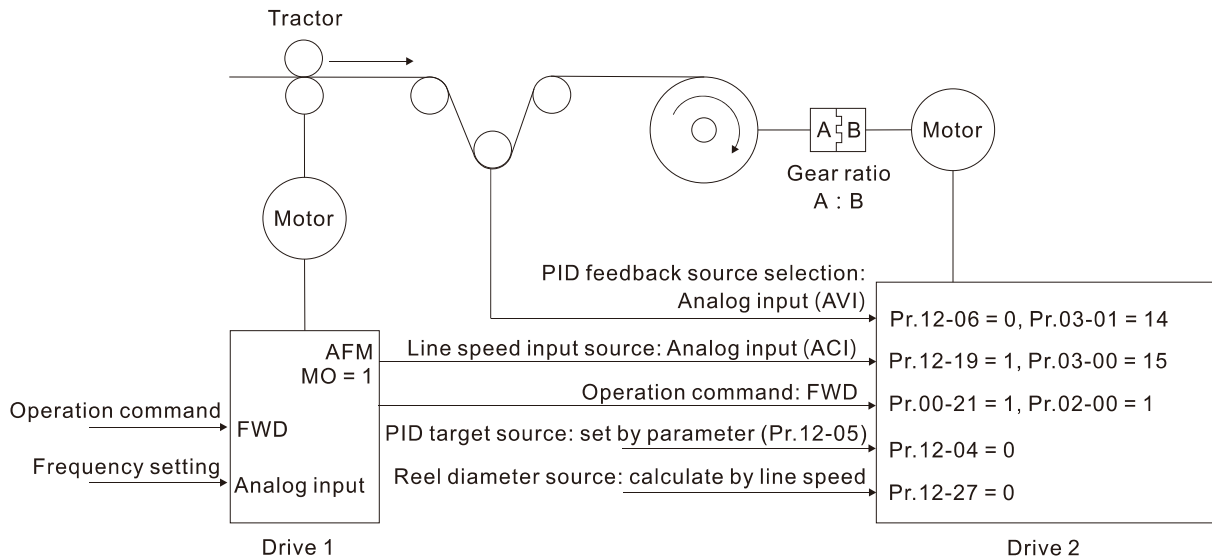 Tractor
A B
Motor
Gear ratio
A : B
Motor
PID feedback source selection:
Analog input (AVI)
Pr.12-06 = 0, Pr.03-01 = 14
AFM
MO = 1
Line speed input source: Analog input (ACI)
Pr.12-19 = 1, Pr.03-00 = 15
Operation command: FWD
Pr.00-21 = 1, Pr.02-00 = 1
Operation command
FWD
PID target source: set by parameter (Pr.12-05)
Pr.12-04 = 0
Frequency setting
Analog input
Reel diameter source: calculate by line speed
Pr.12-27 = 0
Drive 1
Drive 2